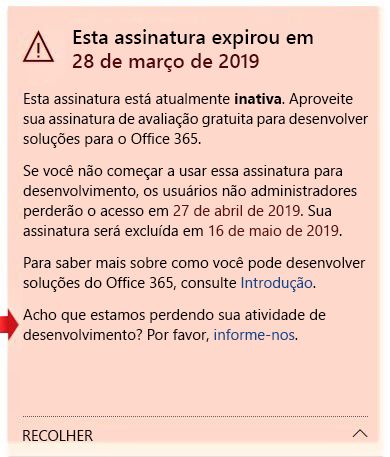 Esta assinatura expirou em
28 de março de 2019
Esta assinatura está atualmente inativa. Aproveite
sua assinatura de avaliação gratuita para desenvolver
soluções para o Office 365.
Se você não começar a usar essa assinatura para
desenvolvimento, os usuários não administradores
perderão o acesso em 27 de abril de 2019. Sua
assinatura será excluída em 16 de maio de 2019.
Para saber mais sobre como você pode desenvolver
soluções do Office 365, consulte Introdução.
Acho que estamos perdendo sua atividade de
desenvolvimento? Por favor, informe-nos.
RECOLHER